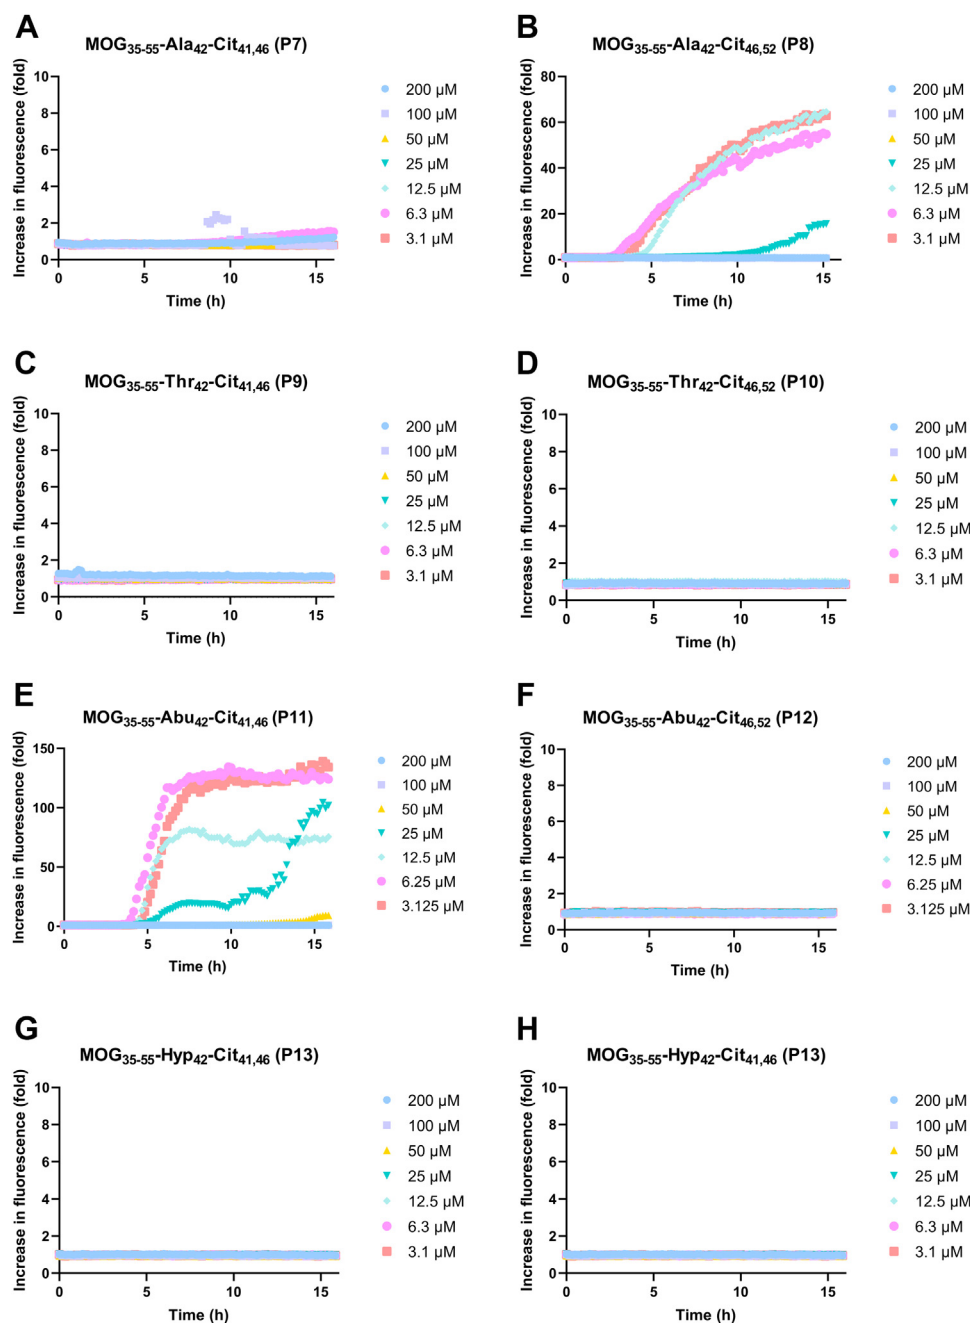 A
MOG35-55-Ala42-Cit41,46 (P7)
Increase in fluorescence (fold)
10
8
6
4
2
0
0 5 10 15
Time (h)
200 µM
100 µM
50 µM
25 µM
12.5 µM
6.3 µM
3.1 µM
B
MOG35-55-Ala42-Cit46,52 (P8)
Increase in fluorescence (fold)
80
60
40
20
0
0 5 10 15
Time (h)
200 µM
100 µM
50 µM
25 µM
12.5 µM
6.3 µM
3.1 µM
C
MOG35-55-Thr42-Cit41,46 (P9)
Increase in fluorescence (fold)
10
8
6
4
2
0
0 5 10 15
Time (h)
200 µM
100 µM
50 µM
25 µM
12.5 µM
6.3 µM
3.1 µM
D
MOG35-55-Thr42-Cit46,52 (P10)
Increase in fluorescence (fold)
10
8
6
4
2
0
0 5 10 15
Time (h)
200 µM
100 µM
50 µM
25 µM
12.5 µM
6.3 µM
3.1 µM
E
MOG35-55-Abu42-Cit41,46 (P11)
Increase in fluorescence (fold)
150
100
50
0
0 5 10 15
Time (h)
200 µM
100 µM
50 µM
25 µM
12.5 µM
6.25 µM
3.125 µM
F
MOG35-55-Abu42-Cit46,52 (P12)
Increase in fluorescence (fold)
10
8
6
4
2
0
0 5 10 15
Time (h)
200 µM
100 µM
50 µM
25 µM
12.5 µM
6.25 µM
3.125 µM
G
MOG35-55-Hyp42-Cit41,46 (P13)
Increase in fluorescence (fold)
10
8
6
4
2
0
0 5 10 15
Time (h)
200 µM
100 µM
50 µM
25 µM
12.5 µM
6.3 µM
3.1 µM
H
MOG35-55-Hyp42-Cit41,46 (P13)
Increase in fluorescence (fold)
10
8
6
4
2
0
0 5 10 15
Time (h)
200 µM
100 µM
50 µM
25 µM
12.5 µM
6.3 µM
3.1 µM